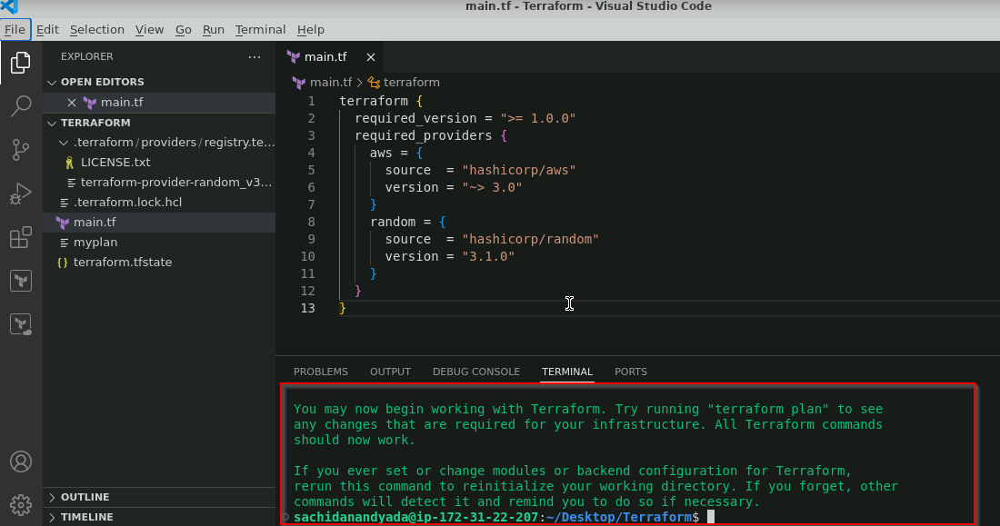 main.tf - Terraform - Visual Studio Code
File Edit Selection View Go Run Terminal Help
EXPLORER ...
OPEN EDITORS
main.tf
TERRAFORM
.terraform/providers/registry.te...
LICENSE.txt
terraform-provider-random_v3...
.terraform.lock.hcl
main.tf
myplan
terraform.tfstate
OUTLINE
TIMELINE
main.tf
main.tf > terraform
1 terraform {
2   required_version = ">= 1.0.0"
3   required_providers {
4     aws = {
5       source  = "hashicorp/aws"
6       version = "~> 3.0"
7     }
8     random = {
9       source  = "hashicorp/random"
10       version = "3.1.0"
11     }
12   }
13 }
PROBLEMS OUTPUT DEBUG CONSOLE TERMINAL PORTS
You may now begin working with Terraform. Try running "terraform plan" to see
any changes that are required for your infrastructure. All Terraform commands
should now work.
If you ever set or change modules or backend configuration for Terraform,
rerun this command to reinitialize your working directory. If you forget, other
commands will detect it and remind you to do so if necessary.
sachidanandyada@ip-172-31-22-207:~/Desktop/Terraform$